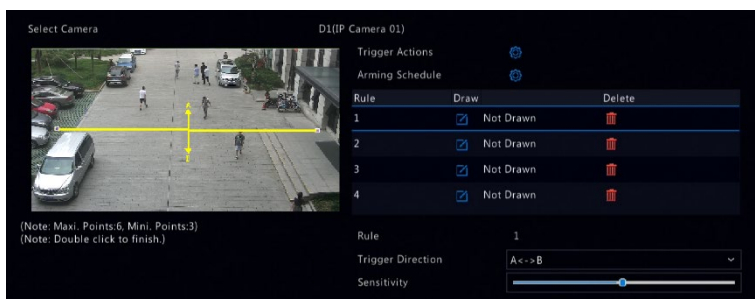 Select Camera D1(IP Camera 01)
Trigger Actions
Arming Schedule
Rule Draw Delete
1 Not Drawn
2 Not Drawn
3 Not Drawn
4 Not Drawn
(Note: Maxi. Points:6, Mini. Points:3)
(Note: Double click to finish.)
Rule 1
Trigger Direction A<->B
Sensitivity